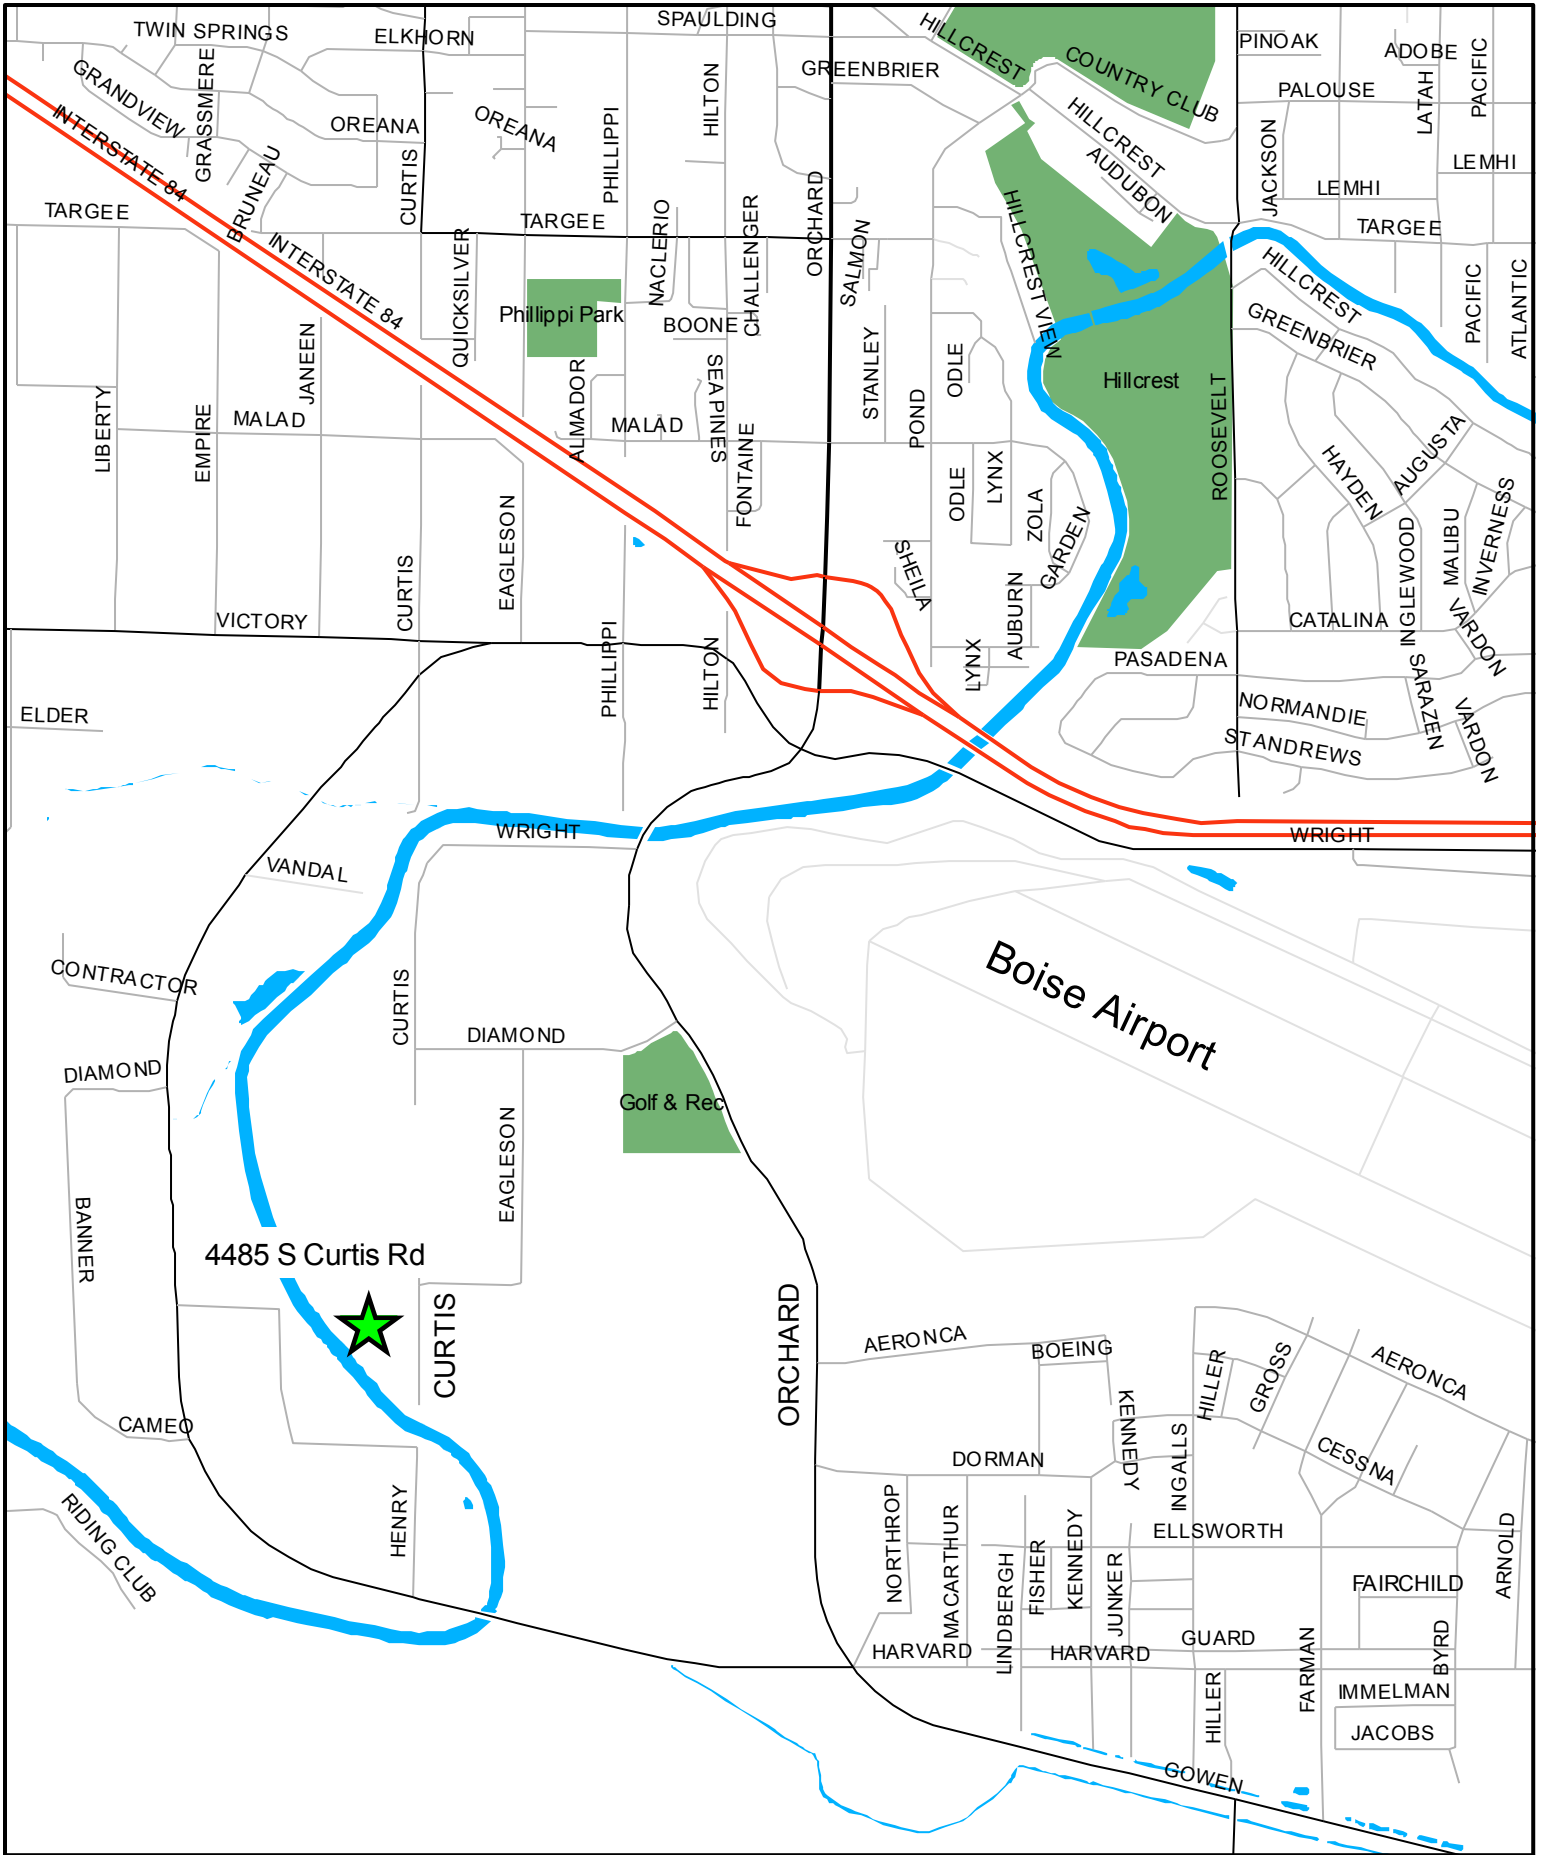 SPAULDING
TWIN SPRINGS
ELKHORN
HILLCREST
PINOAK
ADOBE
PACIFIC
GRANDVIEW
GRASSMERE
GREENBRIER
COUNTRY CLUB
PALOUSE
LATAH
HILTON
OREANA
OREANA
PHILLIPPI
HILLCREST
INTERSTATE 84
CURTIS
AUDUBON
JACKSON
LEMHI
LEMHI
BRUNEAU
TARGEE
TARGEE
NACLERIO
CHALLENGER
ORCHARD
SALMON
HILLCREST VIEW
TARGEE
INTERSTATE 84
QUICKSILVER
HILLCREST
PACIFIC
ATLANTIC
Phillippi Park
BOONE
GREENBRIER
JANEEN
STANLEY
ODLE
Hillcrest
LIBERTY
EMPIRE
MALAD
ALMADOR
MALAD
SEA PINES
POND
ROOSEVELT
FONTAINE
ODLE
LYNX
ZOLA
GARDEN
HAYDEN
AUGUSTA
EAGLESON
INGLEWOOD
MALIBU
INVERNESS
CURTIS
SHEILA
AUBURN
VICTORY
CATALINA
VARDON
PHILLIPPI
HILTON
LYNX
PASADENA
SARAZEN
ELDER
NORMANDIE
VARDON
ST ANDREWS
WRIGHT
WRIGHT
VANDAL
CONTRACTOR
CURTIS
Boise Airport
DIAMOND
DIAMOND
Golf & Rec
EAGLESON
BANNER
4485 S Curtis Rd
CURTIS
ORCHARD
AERONCA
BOEING
HILLER
GROSS
AERONCA
CAMEO
KENNEDY
INGALLS
CESSNA
DORMAN
RIDING CLUB
HENRY
NORTHROP
MACARTHUR
LINDBERGH
FISHER
KENNEDY
JUNKER
ELLSWORTH
ARNOLD
FAIRCHILD
HARVARD
HARVARD
GUARD
FARMAN
BYRD
HILLER
IMMELMAN
JACOBS
GOWEN